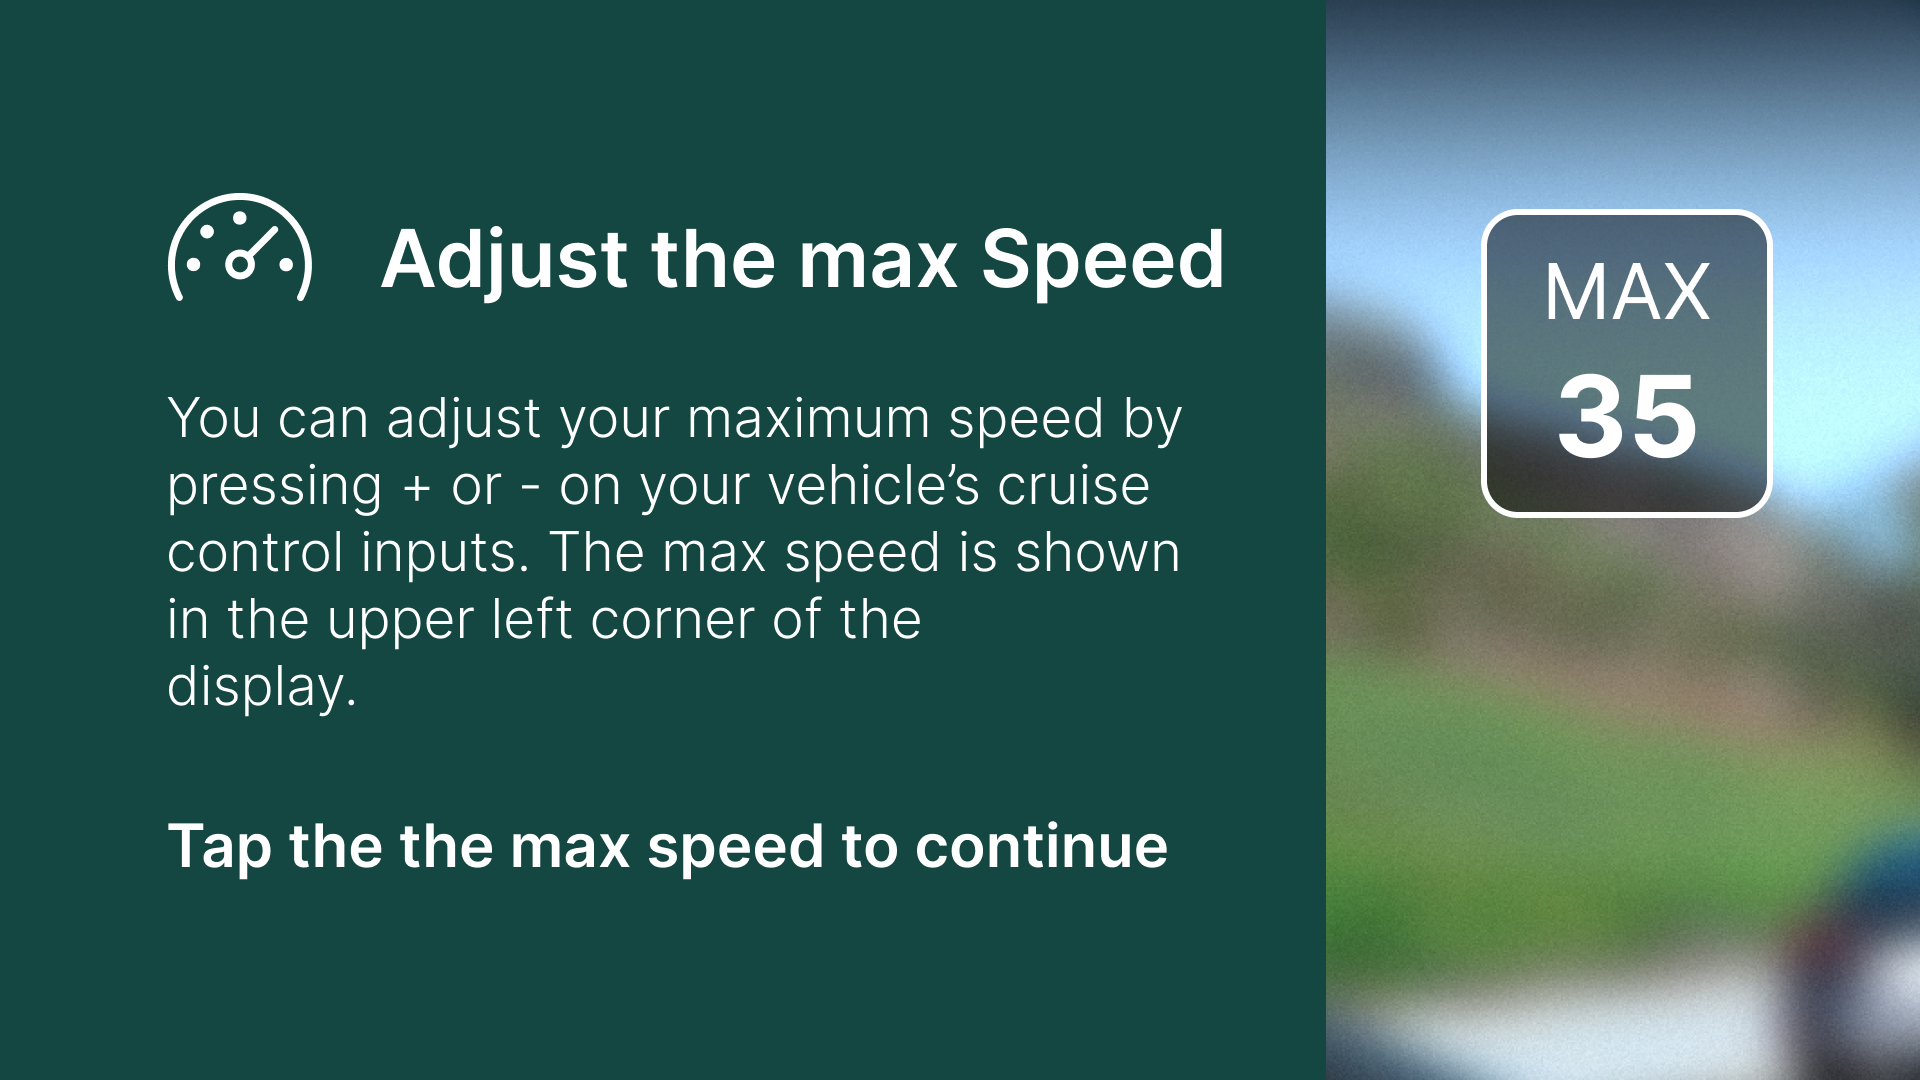 Adjust the max Speed
You can adjust your maximum speed by
pressing + or - on your vehicle’s cruise
control inputs. The max speed is shown
in the upper left corner of the
display.
Tap the the max speed to continue
MAX
35